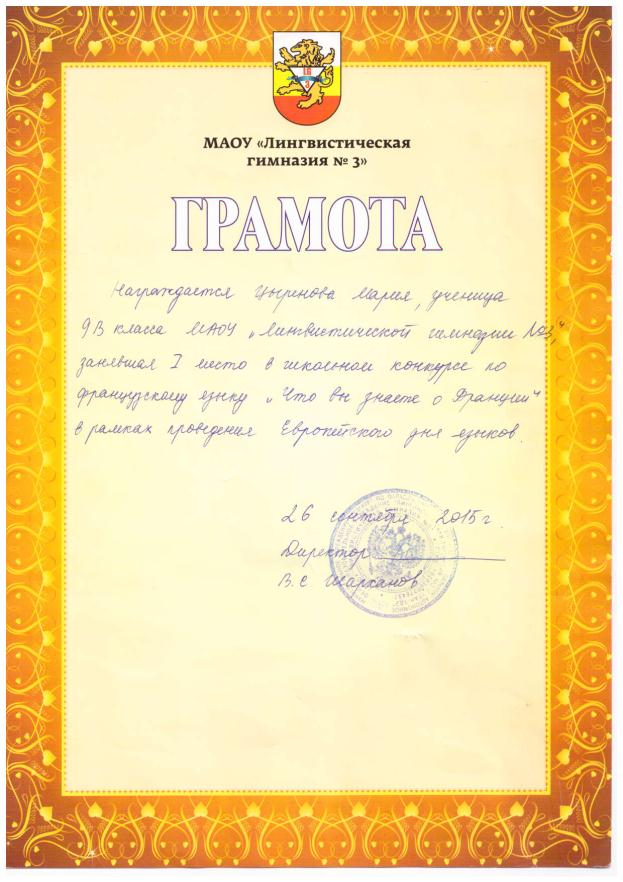 МАОУ «Лингвистическая
гимназия № 3»
ГРАМОТА
Награждается Цыренова Мария, ученица
9В класса МАОУ „Лингвистической гимназии №3",
занявшая I место в школьном конкурсе по
французскому языку „Что вы знаете о Франции"
в рамках проведения Европейского дня языков.
26 сентября 2015 г.
Директор
В.С Шарханов